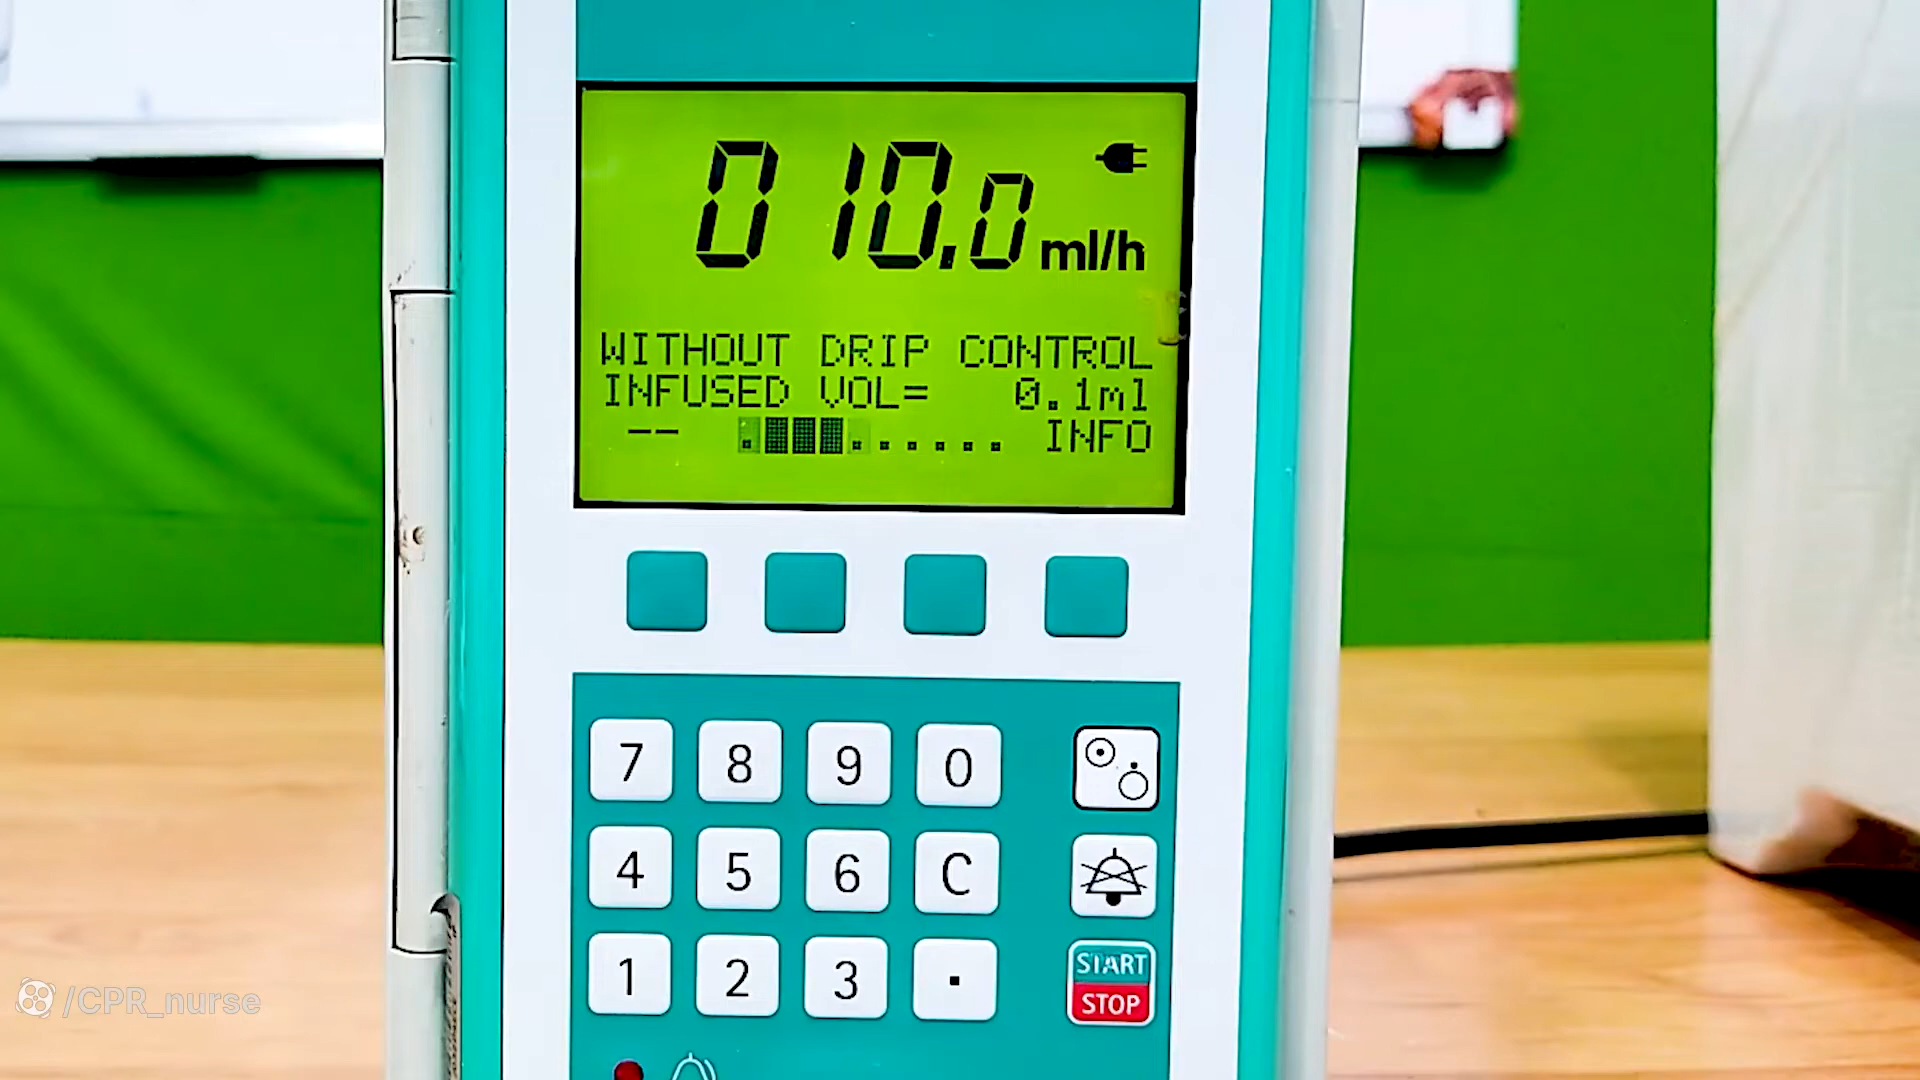 010.0 ml/h
WITHOUT DRIP CONTROL
INFUSED VOL= 0.1ml
-- INFO
7 8 9 0
4 5 6 C
1 2 3 .
START
STOP
/CPR_nurse